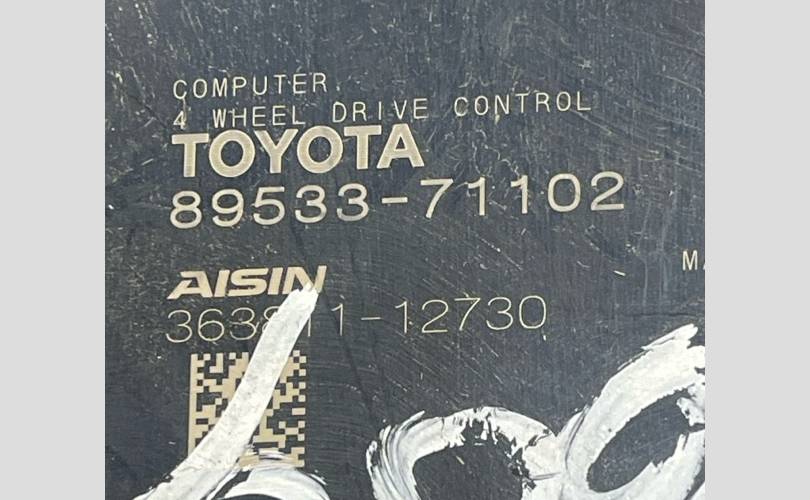 COMPUTER
4 WHEEL DRIVE CONTROL
TOYOTA
89533-71102
AISIN